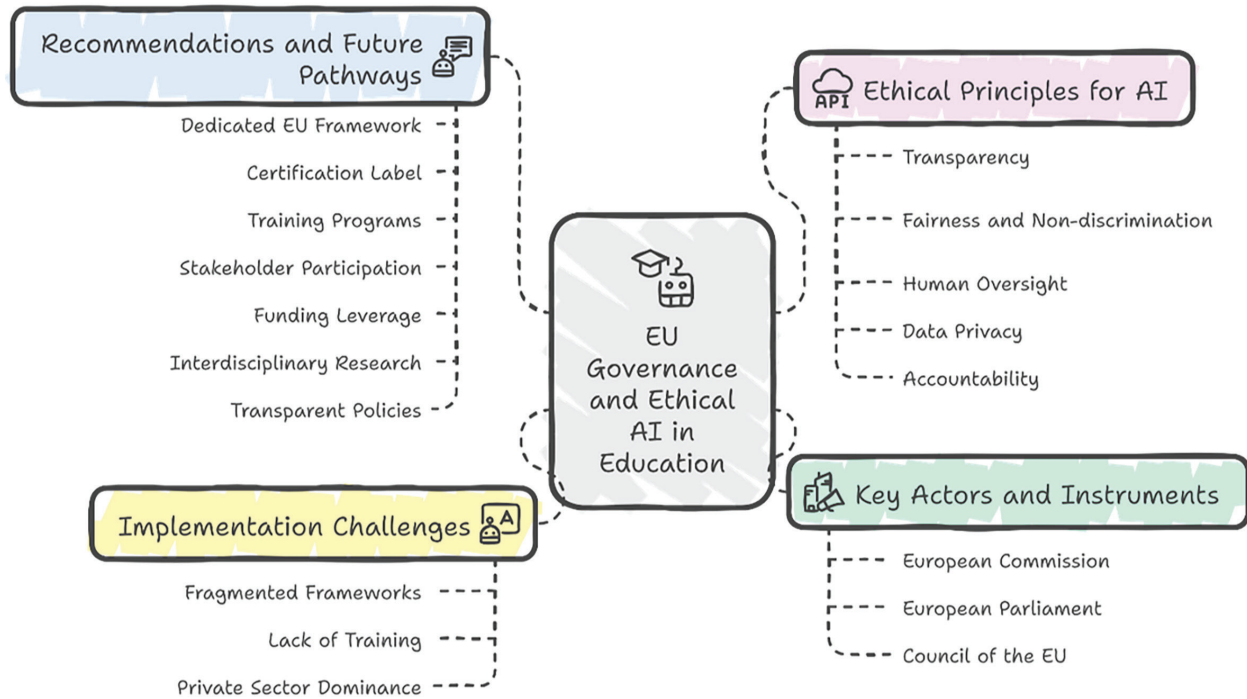 Recommendations and Future
Pathways
Dedicated EU Framework
Certification Label
Training Programs
Stakeholder Participation
Funding Leverage
Interdisciplinary Research
Transparent Policies
API
Ethical Principles for AI
Transparency
Fairness and Non-discrimination
Human Oversight
Data Privacy
Accountability
EU
Governance
and Ethical
AI in
Education
Implementation Challenges
A
Fragmented Frameworks
Lack of Training
Private Sector Dominance
Key Actors and Instruments
European Commission
European Parliament
Council of the EU